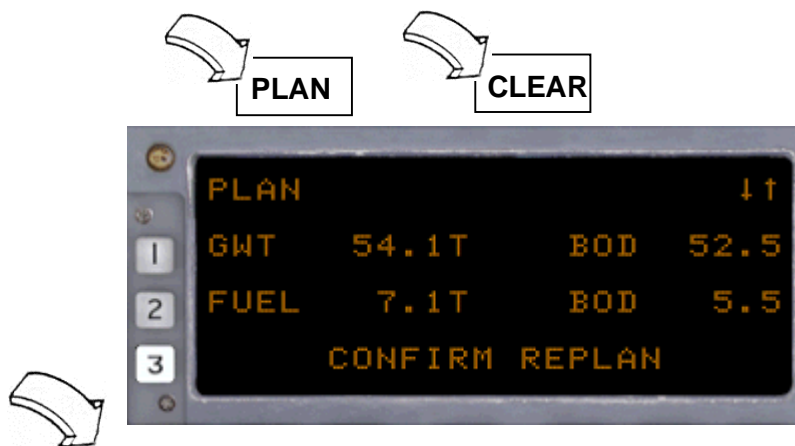 PLAN CLEAR
PLAN ↓↑
1 GWT 54.1T BOD 52.5
2 FUEL 7.1T BOD 5.5
3 CONFIRM REPLAN